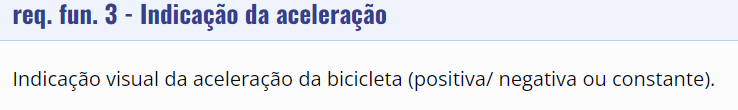 req. fun. 3 - Indicação da aceleração
Indicação visual da aceleração da bicicleta (positiva/ negativa ou constante).